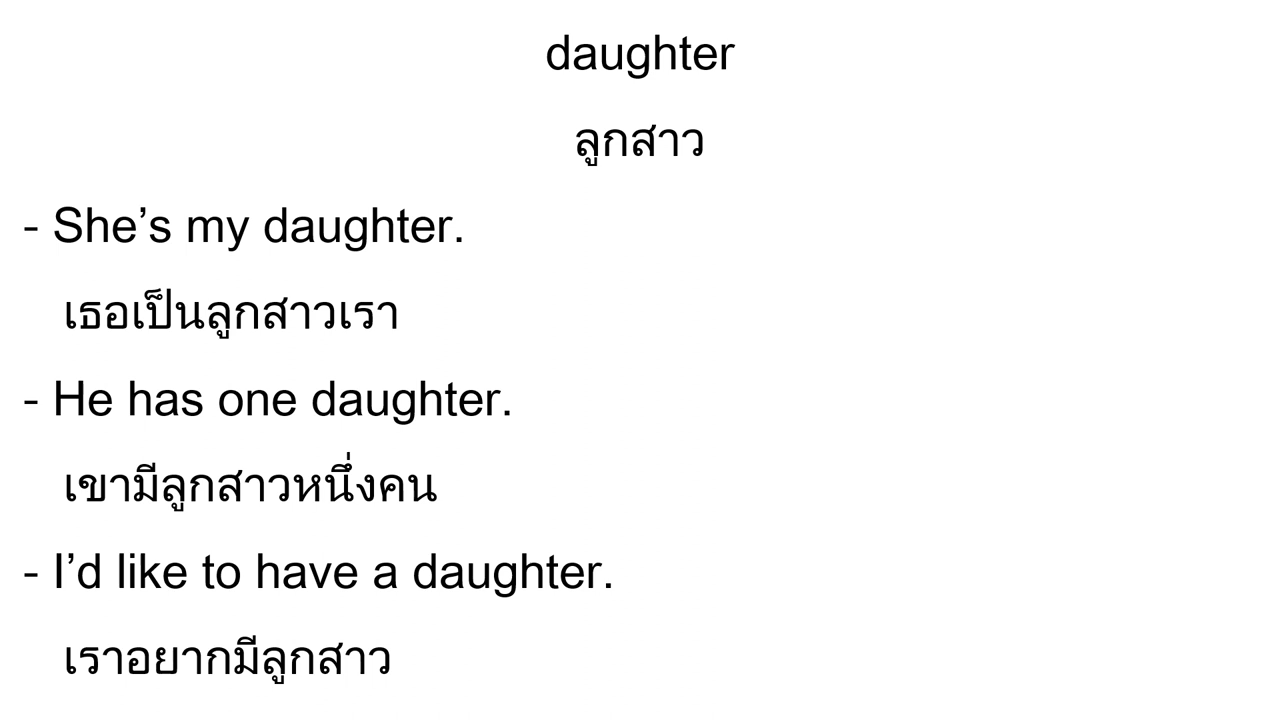 daughter
ลูกสาว
- She’s my daughter.
เธอเป็นลูกสาวเรา
- He has one daughter.
เขามีลูกสาวหนึ่งคน
- I’d like to have a daughter.
เราอยากมีลูกสาว